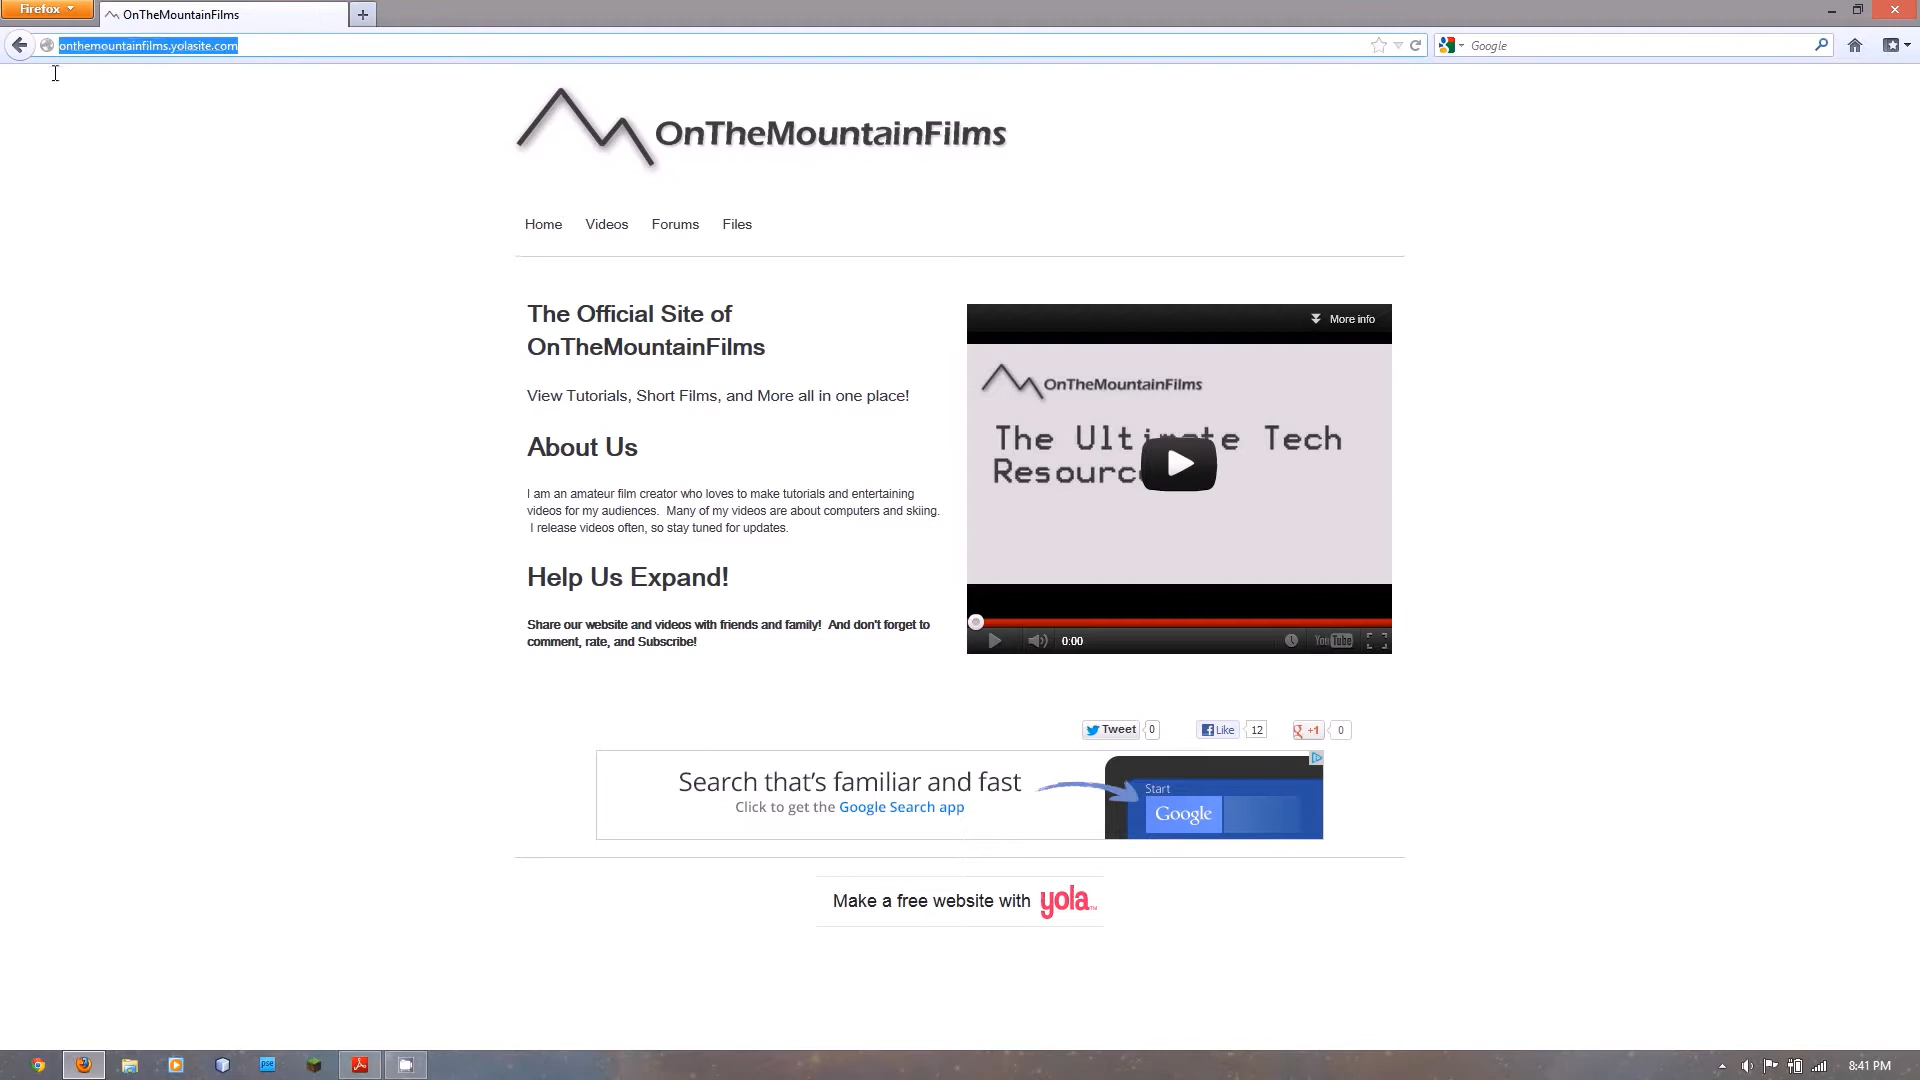 Firefox
OnTheMountainFilms
onthemountainfilms.yolasite.com
Google
OnTheMountainFilms
Home Videos Forums Files
The Official Site of
OnTheMountainFilms
View Tutorials, Short Films, and More all in one place!
About Us
I am an amateur film creator who loves to make tutorials and entertaining
videos for my audiences. Many of my videos are about computers and skiing.
I release videos often, so stay tuned for updates.
Help Us Expand!
Share our website and videos with friends and family! And don't forget to
comment, rate, and Subscribe!
More info
OnTheMountainFilms
The Ultimate Tech
Resource
0:00
YouTube
Tweet 0
Like 12
+1 0
Search that's familiar and fast
Click to get the Google Search app
Start
Google
Make a free website with yola
pse
8:41 PM